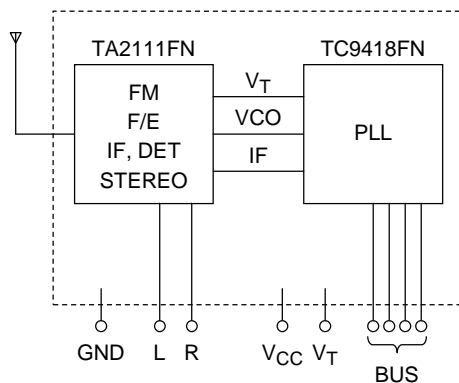 TA2111FN
TC9418FN
FM
F/E
IF, DET
STEREO
VT
VCO
IF
PLL
GND
L
R
VCC
VT
BUS